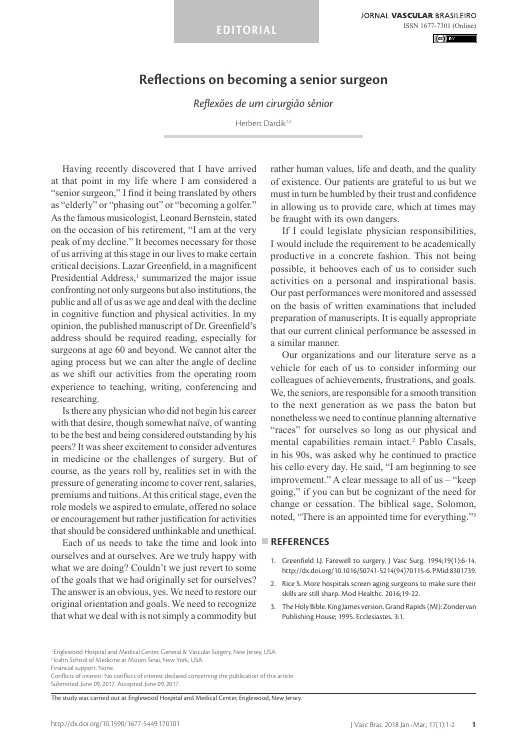 EDITORIAL
JORNAL VASCULAR BRASILEIRO
ISSN 1677-7301 (Online)
(cc) BY
Reflections on becoming a senior surgeon
Reflexões de um cirurgião sênior
Herbert Dardik1,2
Having recently discovered that I have arrived
at that point in my life where I am considered a
“senior surgeon,” I find it being translated by others
as “elderly” or “phasing out” or “becoming a golfer.”
As the famous musicologist, Leonard Bernstein, stated
on the occasion of his retirement, “I am at the very
peak of my decline.” It becomes necessary for those
of us arriving at this stage in our lives to make certain
critical decisions. Lazar Greenfield, in a magnificent
Presidential Address,1 summarized the major issue
confronting not only surgeons but also institutions, the
public and all of us as we age and deal with the decline
in cognitive function and physical activities. In my
opinion, the published manuscript of Dr. Greenfield’s
address should be required reading, especially for
surgeons at age 60 and beyond. We cannot alter the
aging process but we can alter the angle of decline
as we shift our activities from the operating room
experience to teaching, writing, conferencing and
researching.
Is there any physician who did not begin his career
with that desire, though somewhat naïve, of wanting
to be the best and being considered outstanding by his
peers? It was sheer excitement to consider adventures
in medicine or the challenges of surgery. But of
course, as the years roll by, realities set in with the
pressure of generating income to cover rent, salaries,
premiums and tuitions. At this critical stage, even the
role models we aspired to emulate, offered no solace
or encouragement but rather justification for activities
that should be considered unthinkable and unethical.
Each of us needs to take the time and look into
ourselves and at ourselves. Are we truly happy with
what we are doing? Couldn’t we just revert to some
of the goals that we had originally set for ourselves?
The answer is an obvious, yes. We need to restore our
original orientation and goals. We need to recognize
that what we deal with is not simply a commodity but
rather human values, life and death, and the quality
of existence. Our patients are grateful to us but we
must in turn be humbled by their trust and confidence
in allowing us to provide care, which at times may
be fraught with its own dangers.
If I could legislate physician responsibilities,
I would include the requirement to be academically
productive in a concrete fashion. This not being
possible, it behooves each of us to consider such
activities on a personal and inspirational basis.
Our past performances were monitored and assessed
on the basis of written examinations that included
preparation of manuscripts. It is equally appropriate
that our current clinical performance be assessed in
a similar manner.
Our organizations and our literature serve as a
vehicle for each of us to consider informing our
colleagues of achievements, frustrations, and goals.
We, the seniors, are responsible for a smooth transition
to the next generation as we pass the baton but
nonetheless we need to continue planning alternative
“races” for ourselves so long as our physical and
mental capabilities remain intact.2 Pablo Casals,
in his 90s, was asked why he continued to practice
his cello every day. He said, “I am beginning to see
improvement.” A clear message to all of us – “keep
going,” if you can but be cognizant of the need for
change or cessation. The biblical sage, Solomon,
noted, “There is an appointed time for everything.”3
REFERENCES
1. Greenfield LJ. Farewell to surgery. J Vasc Surg. 1994;19(1):6-14.
http://dx.doi.org/10.1016/S0741-5214(94)70115-6. PMid:8301739.
2. Rice S. More hospitals screen aging surgeons to make sure their
skills are still sharp. Mod Healthc. 2016;19-22.
3. The Holy Bible. King James version. Grand Rapids (MI): Zondervan
Publishing House; 1995. Ecclesiastes. 3:1.
1 Englewood Hospital and Medical Center, General & Vascular Surgery, New Jersey, USA.
2 Icahn School of Medicine at Mount Sinai, New York, USA.
Financial support: None.
Conflicts of interest: No conflicts of interest declared concerning the publication of this article.
Submitted: June 09, 2017. Accepted: June 09, 2017.
The study was carried out at Englewood Hospital and Medical Center, Englewood, New Jersey.
http://dx.doi.org/10.1590/1677-5449.170101
J Vasc Bras. 2018 Jan.-Mar.; 17(1):1-2
1